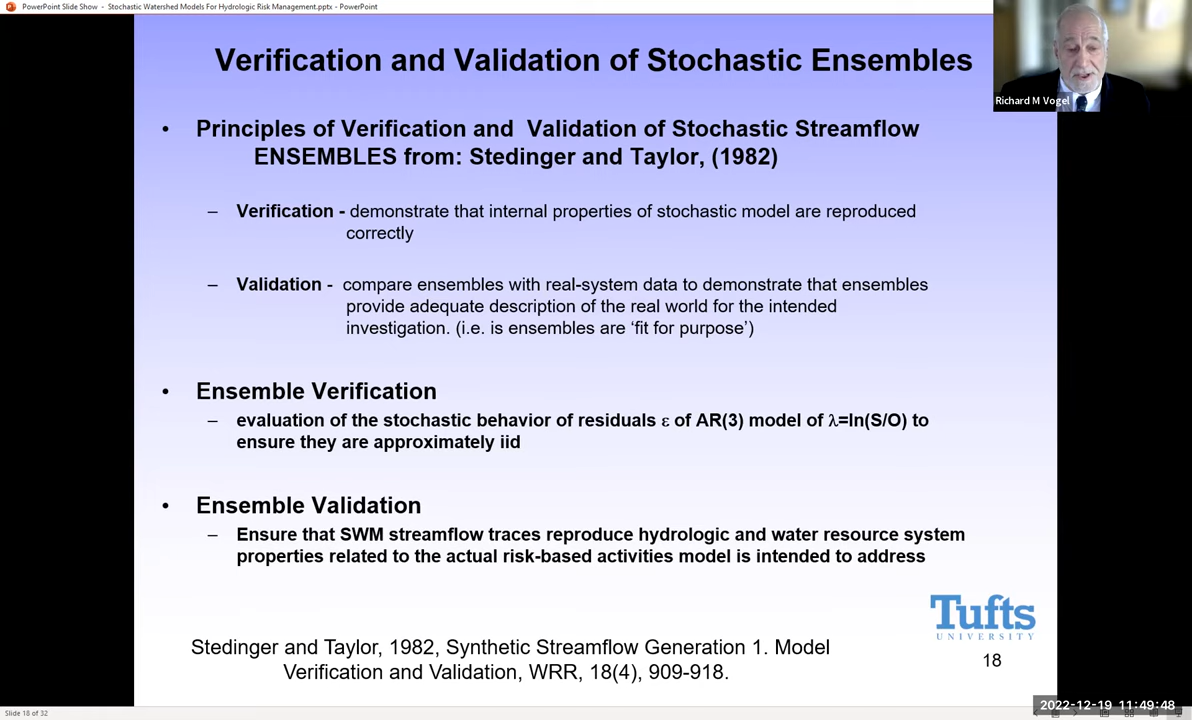 PowerPoint Slide Show - Stochastic Watershed Models For Hydrologic Risk Management.pptx - PowerPoint
Verification and Validation of Stochastic Ensembles
Richard M Vogel
• Principles of Verification and Validation of Stochastic Streamflow
ENSEMBLES from: Stedinger and Taylor, (1982)
– Verification - demonstrate that internal properties of stochastic model are reproduced
correctly
– Validation - compare ensembles with real-system data to demonstrate that ensembles
provide adequate description of the real world for the intended
investigation. (i.e. is ensembles are ‘fit for purpose’)
• Ensemble Verification
– evaluation of the stochastic behavior of residuals ε of AR(3) model of λ=ln(S/O) to
ensure they are approximately iid
• Ensemble Validation
– Ensure that SWM streamflow traces reproduce hydrologic and water resource system
properties related to the actual risk-based activities model is intended to address
Tufts
UNIVERSITY
Stedinger and Taylor, 1982, Synthetic Streamflow Generation 1. Model
Verification and Validation, WRR, 18(4), 909-918.
18
2022-12-19 11:49:48
Slide 18 of 32